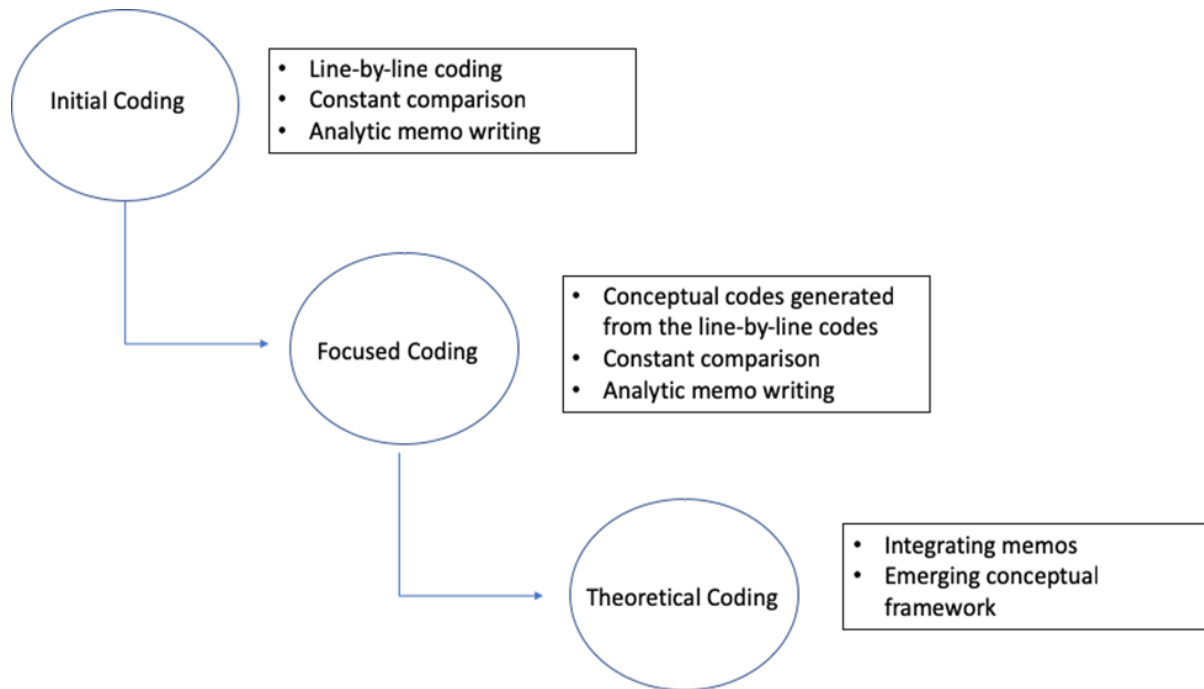 Initial Coding
• Line-by-line coding
• Constant comparison
• Analytic memo writing
Focused Coding
• Conceptual codes generated
from the line-by-line codes
• Constant comparison
• Analytic memo writing
Theoretical Coding
• Integrating memos
• Emerging conceptual
framework